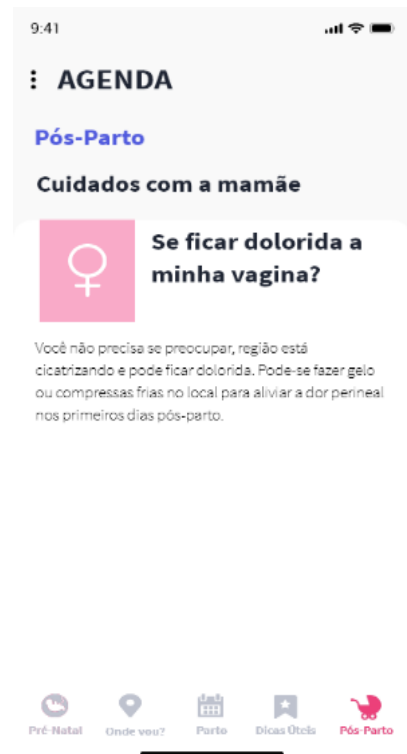 9:41
AGENDA
Pós-Parto
Cuidados com a mamãe
Se ficar dolorida a
minha vagina?
Você não precisa se preocupar, região está
cicatrizando e pode ficar dolorida. Pode-se fazer gelo
ou compressas frias no local para aliviar a dor perineal
nos primeiros dias pós-parto.
Pré-Natal Onde vou? Parto Dicas Úteis Pós-Parto